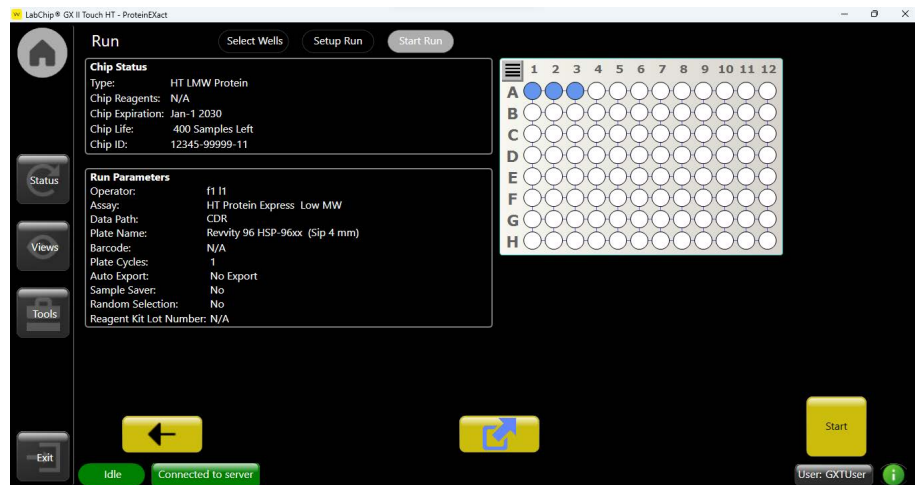 LabChip® GX II Touch HT - ProteinEXact
Run
Select Wells
Setup Run
Start Run
Chip Status
Type: HT LMW Protein
Chip Reagents: N/A
Chip Expiration: Jan-1 2030
Chip Life: 400 Samples Left
Chip ID: 12345-99999-11
1 2 3 4 5 6 7 8 9 10 11 12
A
B
C
D
E
F
G
H
Status
Views
Tools
Exit
Run Parameters
Operator: f1 l1
Assay: HT Protein Express Low MW
Data Path: CDR
Plate Name: Revvity 96 HSP-96xx (Sip 4 mm)
Barcode: N/A
Plate Cycles: 1
Auto Export: No Export
Sample Saver: No
Random Selection: No
Reagent Kit Lot Number: N/A
Start
Idle
Connected to server
User: GXTUser
i